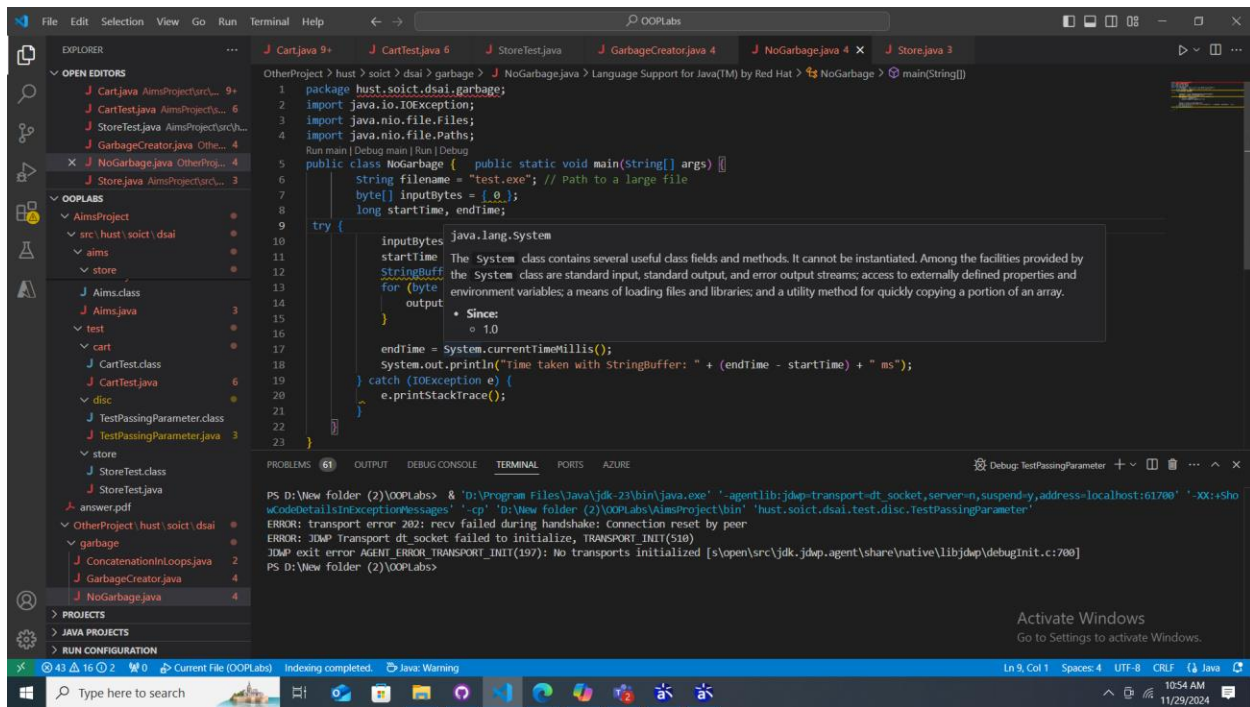 File Edit Selection View Go Run Terminal Help
OOPLabs
EXPLORER
Cart.java 9+ CartTest.java 6 StoreTest.java GarbageCreator.java 4 NoGarbage.java 4 Store.java 3
OtherProject > hust > soict > dsai > garbage > NoGarbage.java > Language Support for Java(TM) by Red Hat > NoGarbage > main(String[])
OPEN EDITORS
Cart.java AimsProject\src\... 9+
CartTest.java AimsProject\s... 6
StoreTest.java AimsProject\src\h...
GarbageCreator.java Othe... 4
NoGarbage.java OtherProj... 4
Store.java AimsProject\src\... 3
OOPLABS
AimsProject
src\hust\soict\dsai
aims
store
Aims.class
Aims.java 3
test
cart
CartTest.class
CartTest.java 6
disc
TestPassingParameter.class
TestPassingParameter.java 3
store
StoreTest.class
StoreTest.java
answer.pdf
OtherProject\hust\soict\dsai
garbage
ConcatenationInLoops.java 2
GarbageCreator.java 4
NoGarbage.java 4
PROJECTS
JAVA PROJECTS
RUN CONFIGURATION
1 package hust.soict.dsai.garbage;
2 import java.io.IOException;
3 import java.nio.file.Files;
4 import java.nio.file.Paths;
Run main | Debug main | Run | Debug
5 public class NoGarbage { public static void main(String[] args) {
6 String filename = "test.exe"; // Path to a large file
7 byte[] inputBytes = { 0 };
8 long startTime, endTime;
9 try {
10 inputBytes
11 startTime
12 StringBuff
13 for (byte
14 output
15 }
16
17 endTime = System.currentTimeMillis();
18 System.out.println("Time taken with StringBuffer: " + (endTime - startTime) + " ms");
19 } catch (IOException e) {
20 e.printStackTrace();
21 }
22 }
23 }
java.lang.System
The System class contains several useful class fields and methods. It cannot be instantiated. Among the facilities provided by
the System class are standard input, standard output, and error output streams; access to externally defined properties and
environment variables; a means of loading files and libraries; and a utility method for quickly copying a portion of an array.
• Since:
○ 1.0
PROBLEMS 61 OUTPUT DEBUG CONSOLE TERMINAL PORTS AZURE
Debug: TestPassingParameter
PS D:\New folder (2)\OOPLabs> & 'D:\Program Files\Java\jdk-23\bin\java.exe' '-agentlib:jdwp=transport=dt_socket,server=n,suspend=y,address=localhost:61700' '-XX:+Sho
wCodeDetailsInExceptionMessages' '-cp' 'D:\New folder (2)\OOPLabs\AimsProject\bin' 'hust.soict.dsai.test.disc.TestPassingParameter'
ERROR: transport error 202: recv failed during handshake: Connection reset by peer
ERROR: JDWP Transport dt_socket failed to initialize, TRANSPORT_INIT(510)
JDWP exit error AGENT_ERROR_TRANSPORT_INIT(197): No transports initialized [s\open\src\jdk.jdwp.agent\share\native\libjdwp\debugInit.c:700]
PS D:\New folder (2)\OOPLabs>
Activate Windows
Go to Settings to activate Windows.
43 16 2 0 Current File (OOPLabs) Indexing completed. Java: Warning
Ln 9, Col 1 Spaces: 4 UTF-8 CRLF Java
Type here to search
10:54 AM
11/29/2024